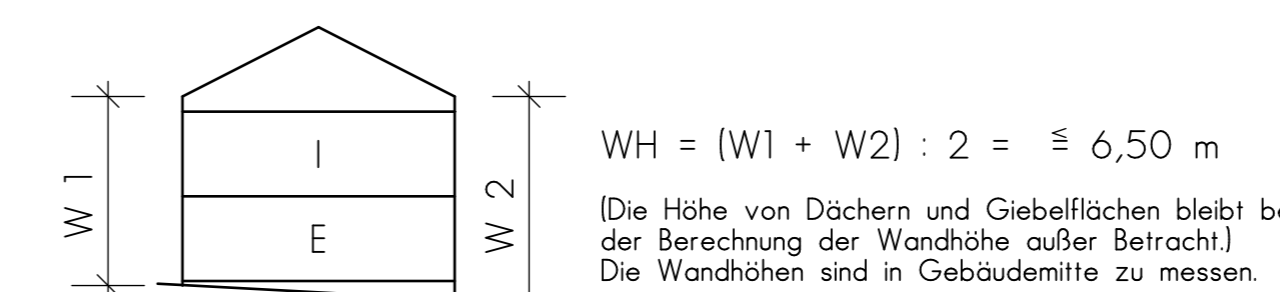 WH = (W1 + W2) : 2 = ≦ 6,50 m
(Die Höhe von Dächern und Giebelflächen bleibt
der Berechnung der Wandhöhe außer Betracht.)
Die Wandhöhen sind in Gebäudemitte zu messen.
W 1
I
E
W 2